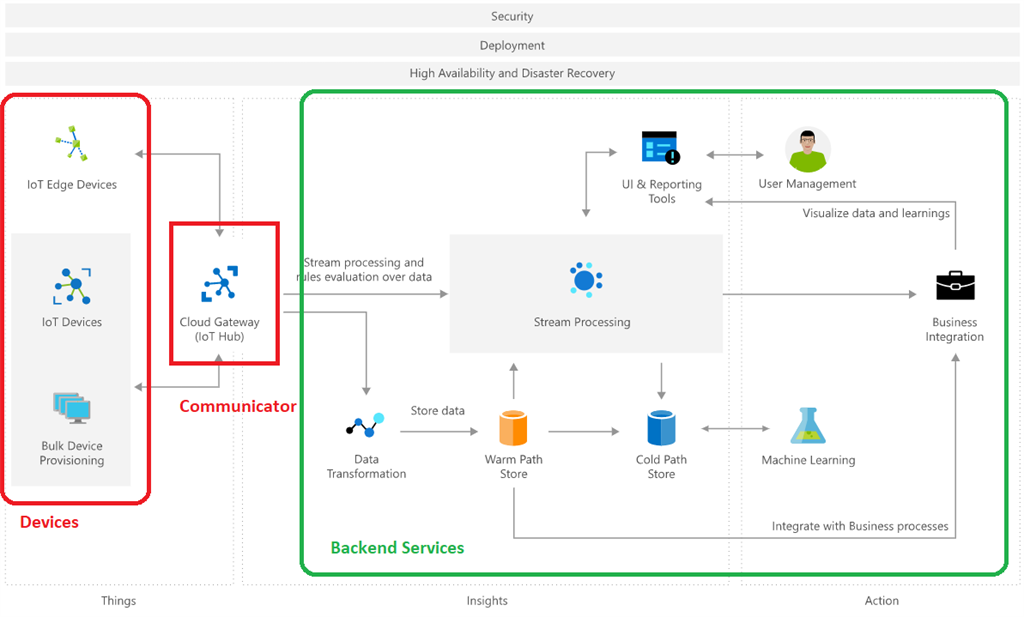 Security
Deployment
High Availability and Disaster Recovery
IoT Edge Devices
IoT Devices
Bulk Device
Provisioning
Devices
Cloud Gateway
(IoT Hub)
Communicator
Stream processing and
rules evaluation over data
UI & Reporting
Tools
User Management
Visualize data and learnings
Stream Processing
Business
Integration
Data
Transformation
Store data
Warm Path
Store
Cold Path
Store
Machine Learning
Integrate with Business processes
Backend Services
Things
Insights
Action